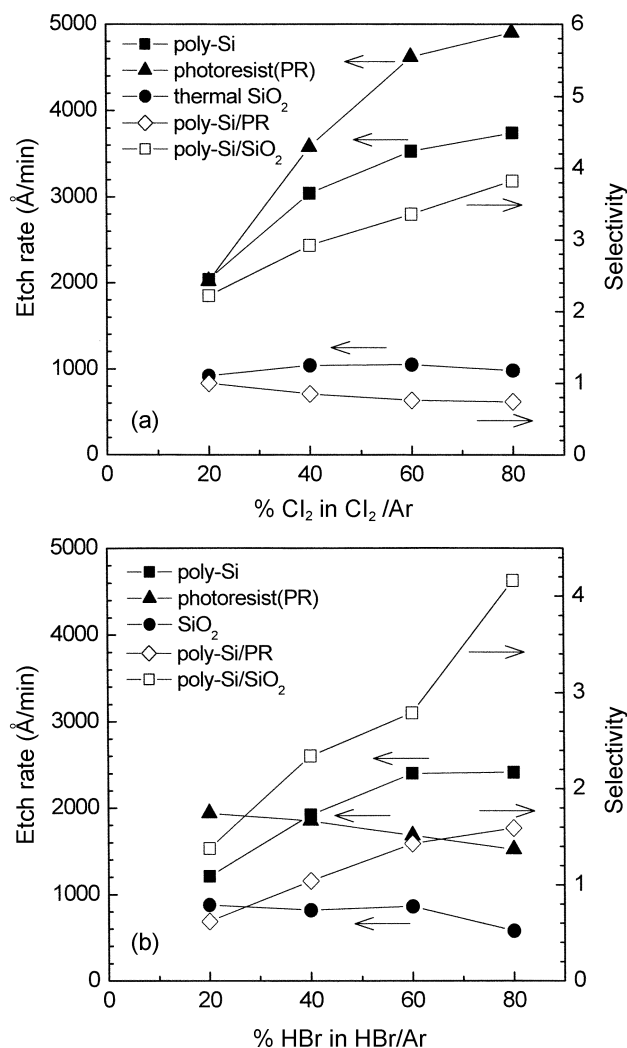 5000
4000
3000
2000
1000
0
Etch rate (Å/min)
poly-Si
photoresist(PR)
thermal SiO₂
poly-Si/PR
poly-Si/SiO₂
6
5
4
3
2
1
0
Selectivity
(a)
0 20 40 60 80
% Cl₂ in Cl₂ /Ar
5000
4000
3000
2000
1000
0
Etch rate (Å/min)
poly-Si
photoresist(PR)
SiO₂
poly-Si/PR
poly-Si/SiO₂
4
3
2
1
0
Selectivity
(b)
0 20 40 60 80
% HBr in HBr/Ar